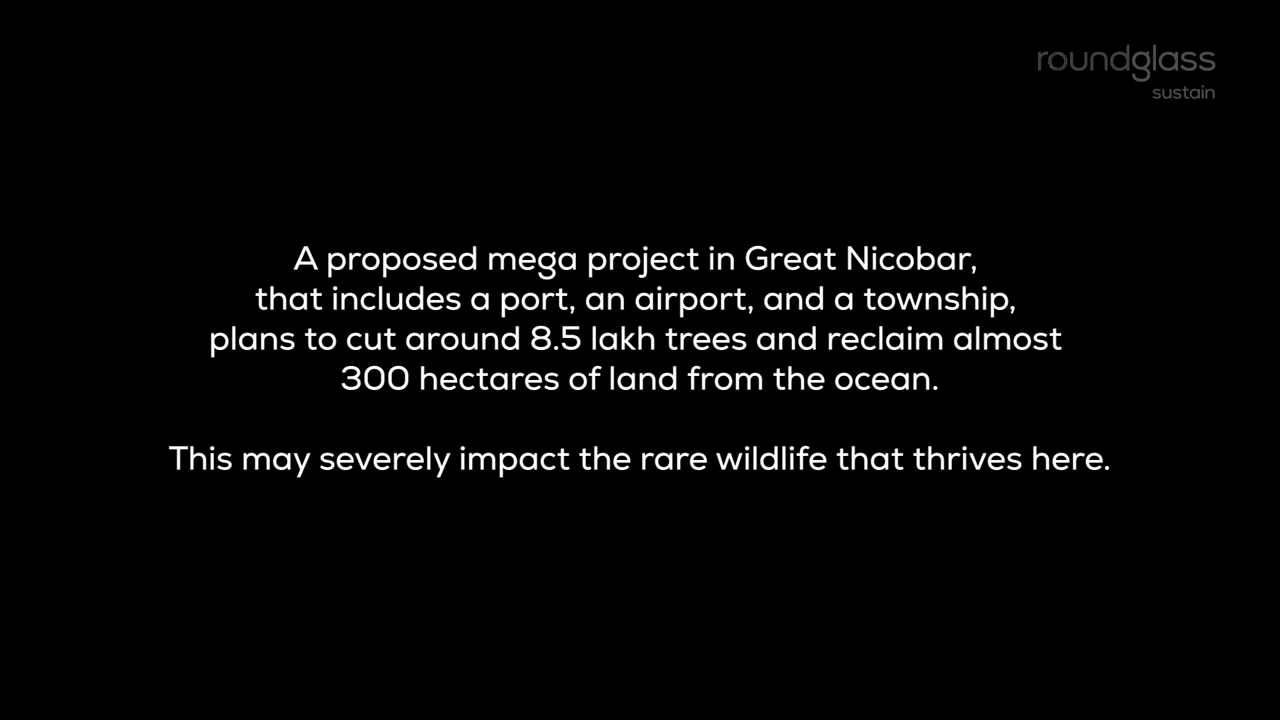 roundglass
sustain
A proposed mega project in Great Nicobar,
that includes a port, an airport, and a township,
plans to cut around 8.5 lakh trees and reclaim almost
300 hectares of land from the ocean.
This may severely impact the rare wildlife that thrives here.